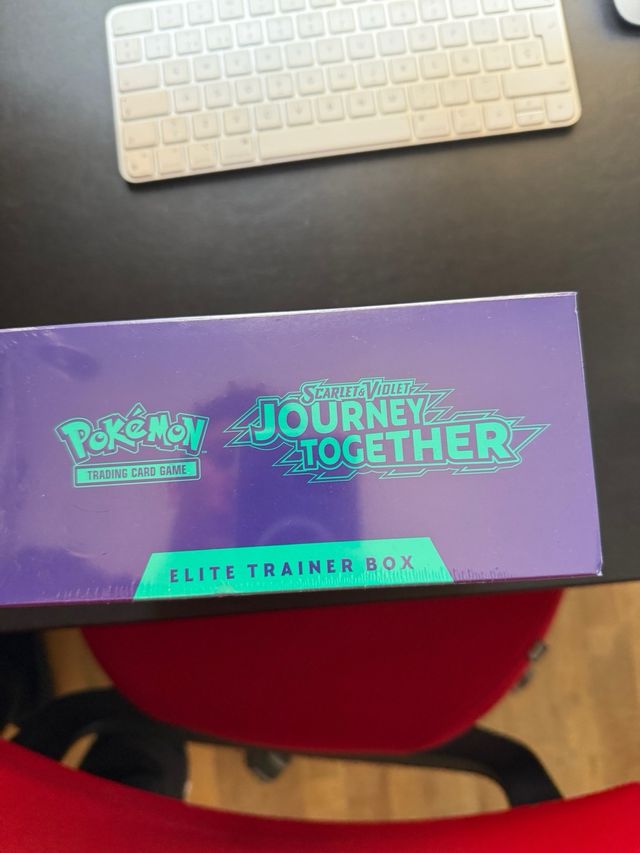 POKéMON
TRADING CARD GAME
SCARLET & VIOLET
JOURNEY
TOGETHER
ELITE TRAINER BOX